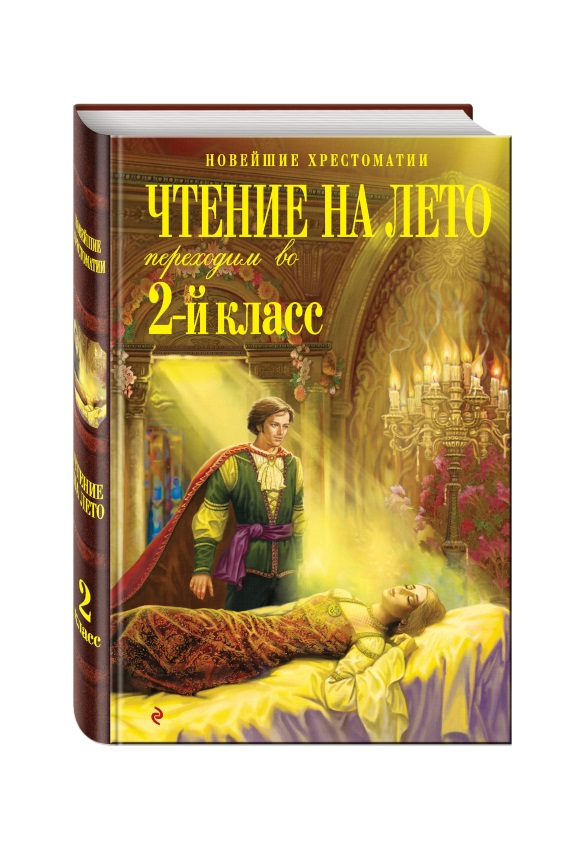 НОВЕЙШИЕ ХРЕСТОМАТИИ
ЧТЕНИЕ НА ЛЕТО
переходим во
2-й класс
НОВЕЙШИЕ
ХРЕСТОМАТИИ
ЧТЕНИЕ
НА ЛЕТО
2
класс